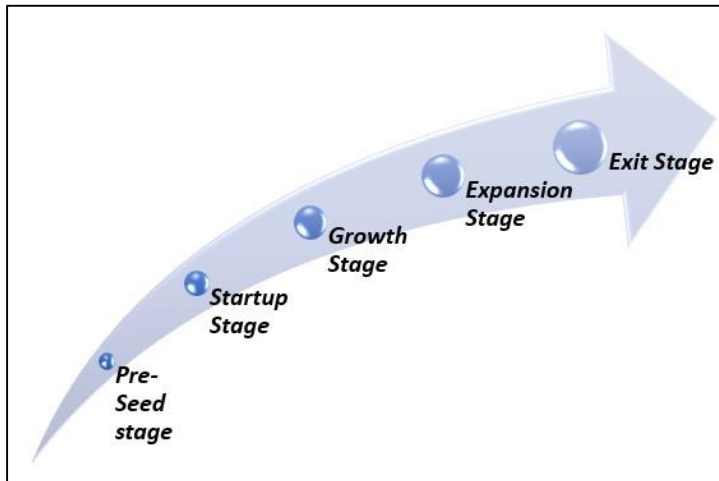 Pre-
Seed
stage
Startup
Stage
Growth
Stage
Expansion
Stage
Exit Stage